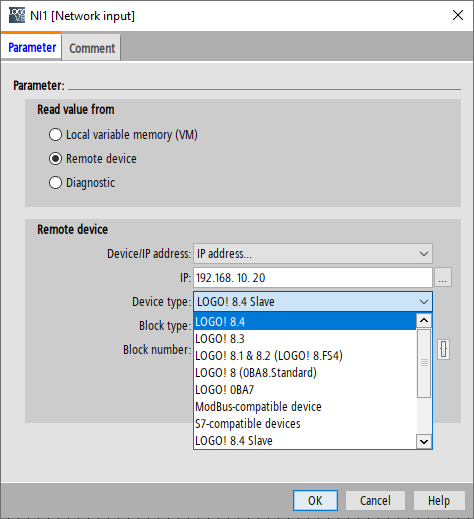 NI1 [Network input]
Parameter
Comment
Parameter:
Read value from
Local variable memory (VM)
Remote device
Diagnostic
Remote device
Device/IP address: IP address...
IP: 192.168. 10. 20 ...
Device type: LOGO! 8.4 Slave
Block type:
Block number:
LOGO! 8.4
LOGO! 8.3
LOGO! 8.1 & 8.2 (LOGO! 8.FS4)
LOGO! 8 (0BA8.Standard)
LOGO! 0BA7
ModBus-compatible device
S7-compatible devices
LOGO! 8.4 Slave
OK
Cancel
Help